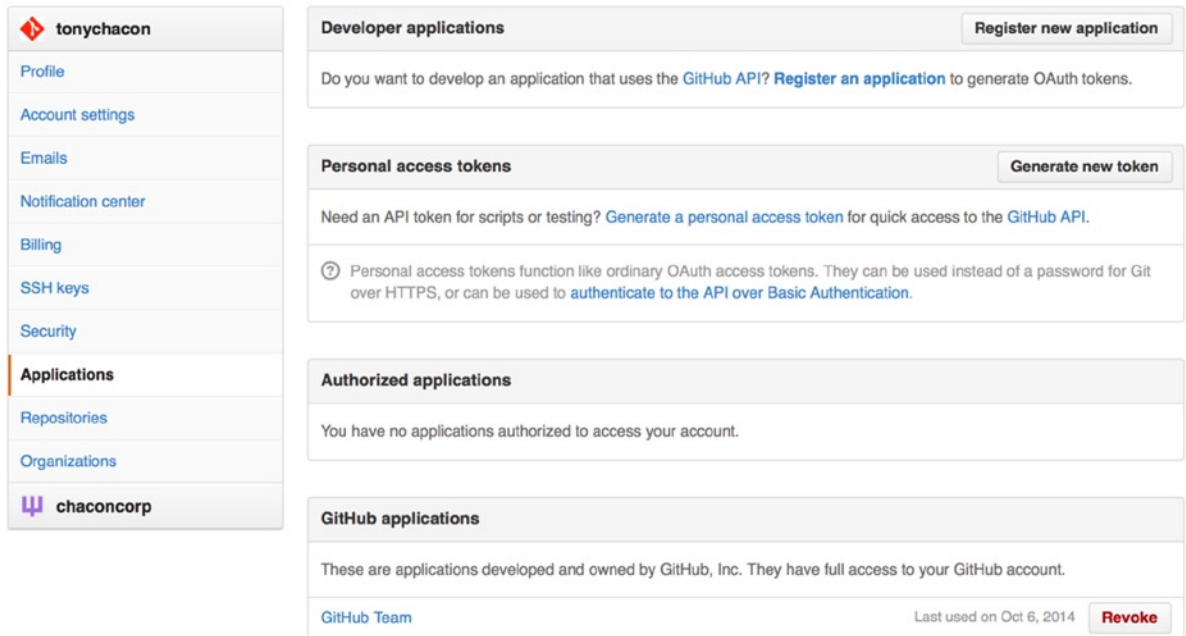 tonychacon
Profile
Account settings
Emails
Notification center
Billing
SSH keys
Security
Applications
Repositories
Organizations
chaconcorp
Developer applications
Register new application
Do you want to develop an application that uses the GitHub API? Register an application to generate OAuth tokens.
Personal access tokens
Generate new token
Need an API token for scripts or testing? Generate a personal access token for quick access to the GitHub API.
Personal access tokens function like ordinary OAuth access tokens. They can be used instead of a password for Git
over HTTPS, or can be used to authenticate to the API over Basic Authentication.
Authorized applications
You have no applications authorized to access your account.
GitHub applications
These are applications developed and owned by GitHub, Inc. They have full access to your GitHub account.
GitHub Team
Last used on Oct 6, 2014
Revoke